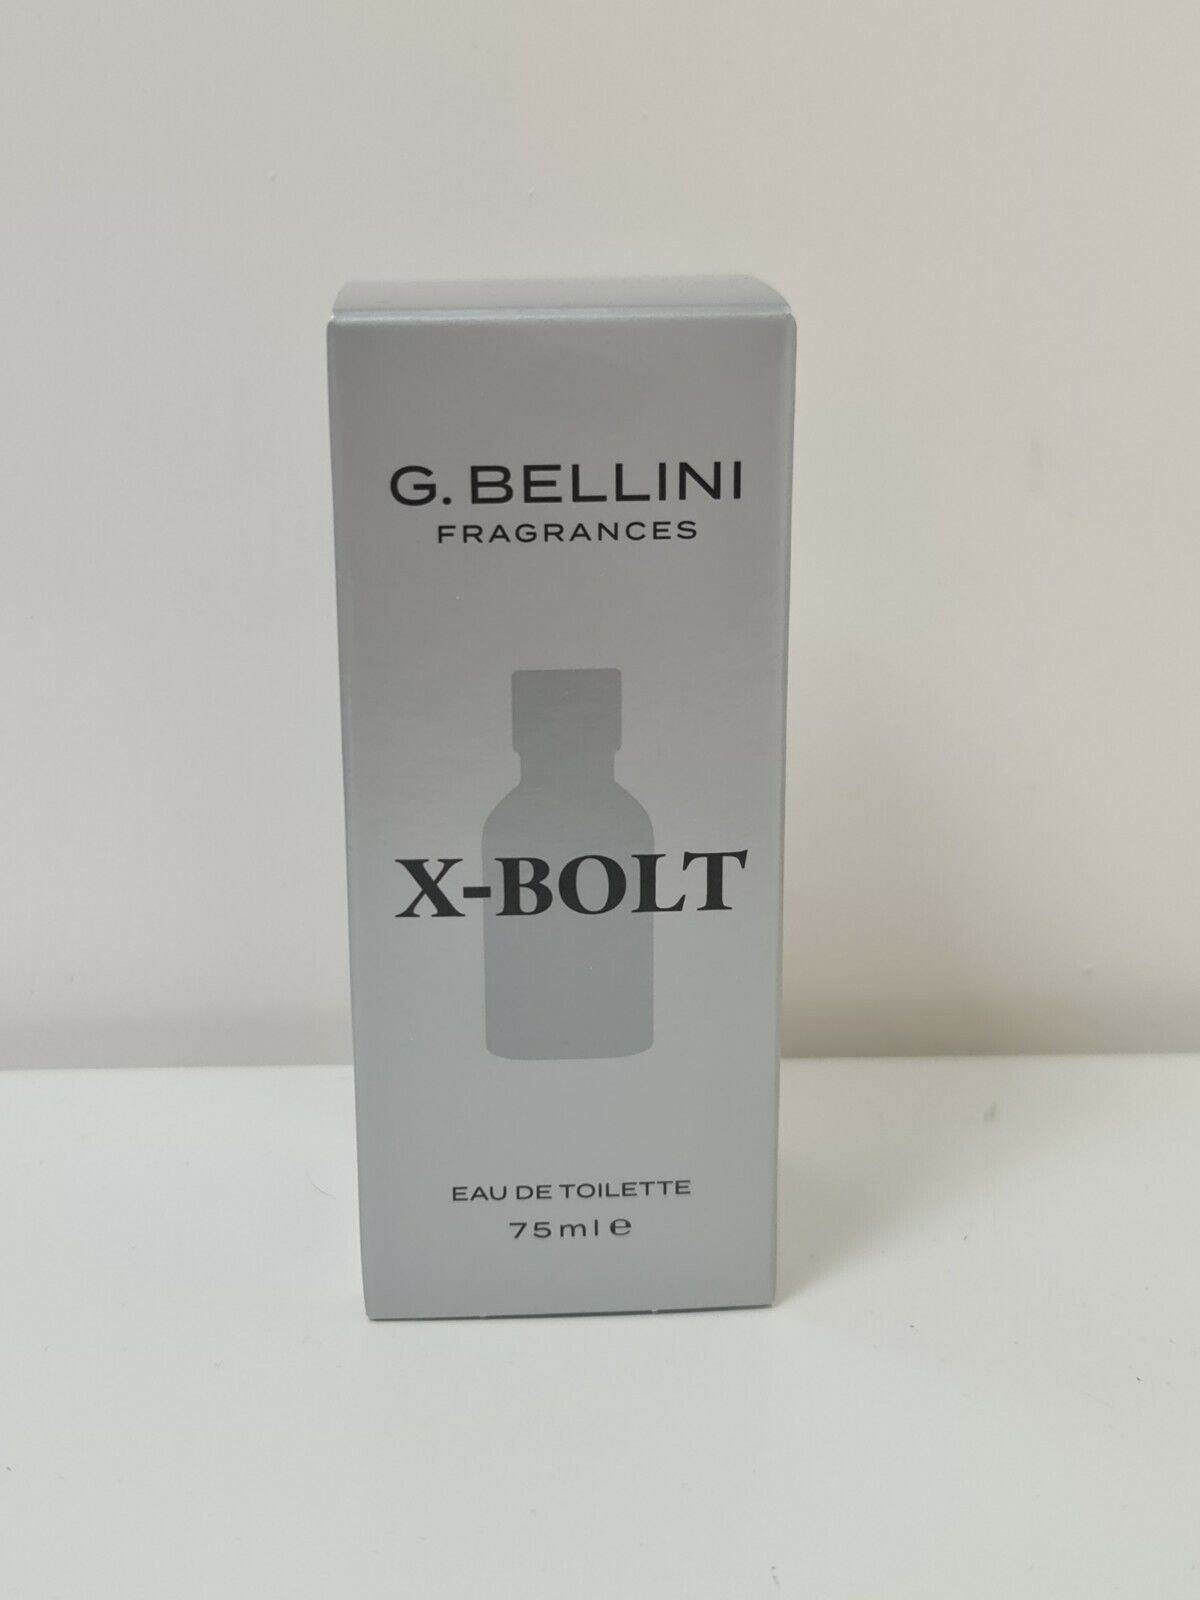 G. BELLINI
FRAGRANCES
X-BOLT
EAU DE TOILETTE
75ml ℮